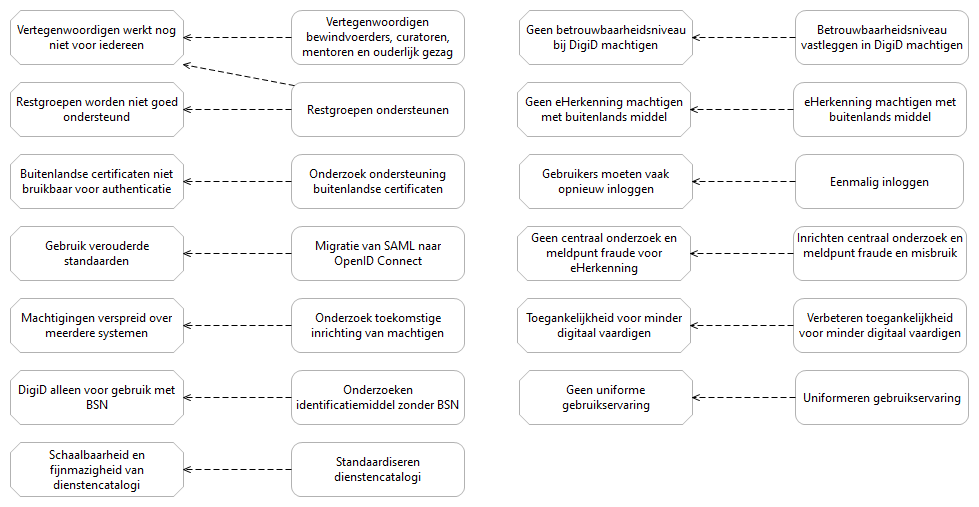 Vertegenwoordigen werkt nog
niet voor iedereen
Vertegenwoordigen
bewindvoerders, curatoren,
mentoren en ouderlijk gezag
Restgroepen worden niet goed
ondersteund
Restgroepen ondersteunen
Buitenlandse certificaten niet
bruikbaar voor authenticatie
Onderzoek ondersteuning
buitenlandse certificaten
Gebruik verouderde
standaarden
Migratie van SAML naar
OpenID Connect
Machtigingen verspreid over
meerdere systemen
Onderzoek toekomstige
inrichting van machtigen
DigiD alleen voor gebruik met
BSN
Onderzoeken
identificatiemiddel zonder BSN
Schaalbaarheid en
fijnmazigheid van
dienstencatalogi
Standaardiseren
dienstencatalogi
Geen betrouwbaarheidsniveau
bij DigiD machtigen
Betrouwbaarheidsniveau
vastleggen in DigiD machtigen
Geen eHerkenning machtigen
met buitenlands middel
eHerkenning machtigen met
buitenlands middel
Gebruikers moeten vaak
opnieuw inloggen
Eenmalig inloggen
Geen centraal onderzoek en
meldpunt fraude voor
eHerkenning
Inrichten centraal onderzoek en
meldpunt fraude en misbruik
Toegankelijkheid voor minder
digitaal vaardigen
Verbeteren toegankelijkheid
voor minder digitaal vaardigen
Geen uniforme
gebruikservaring
Uniformeren gebruikservaring